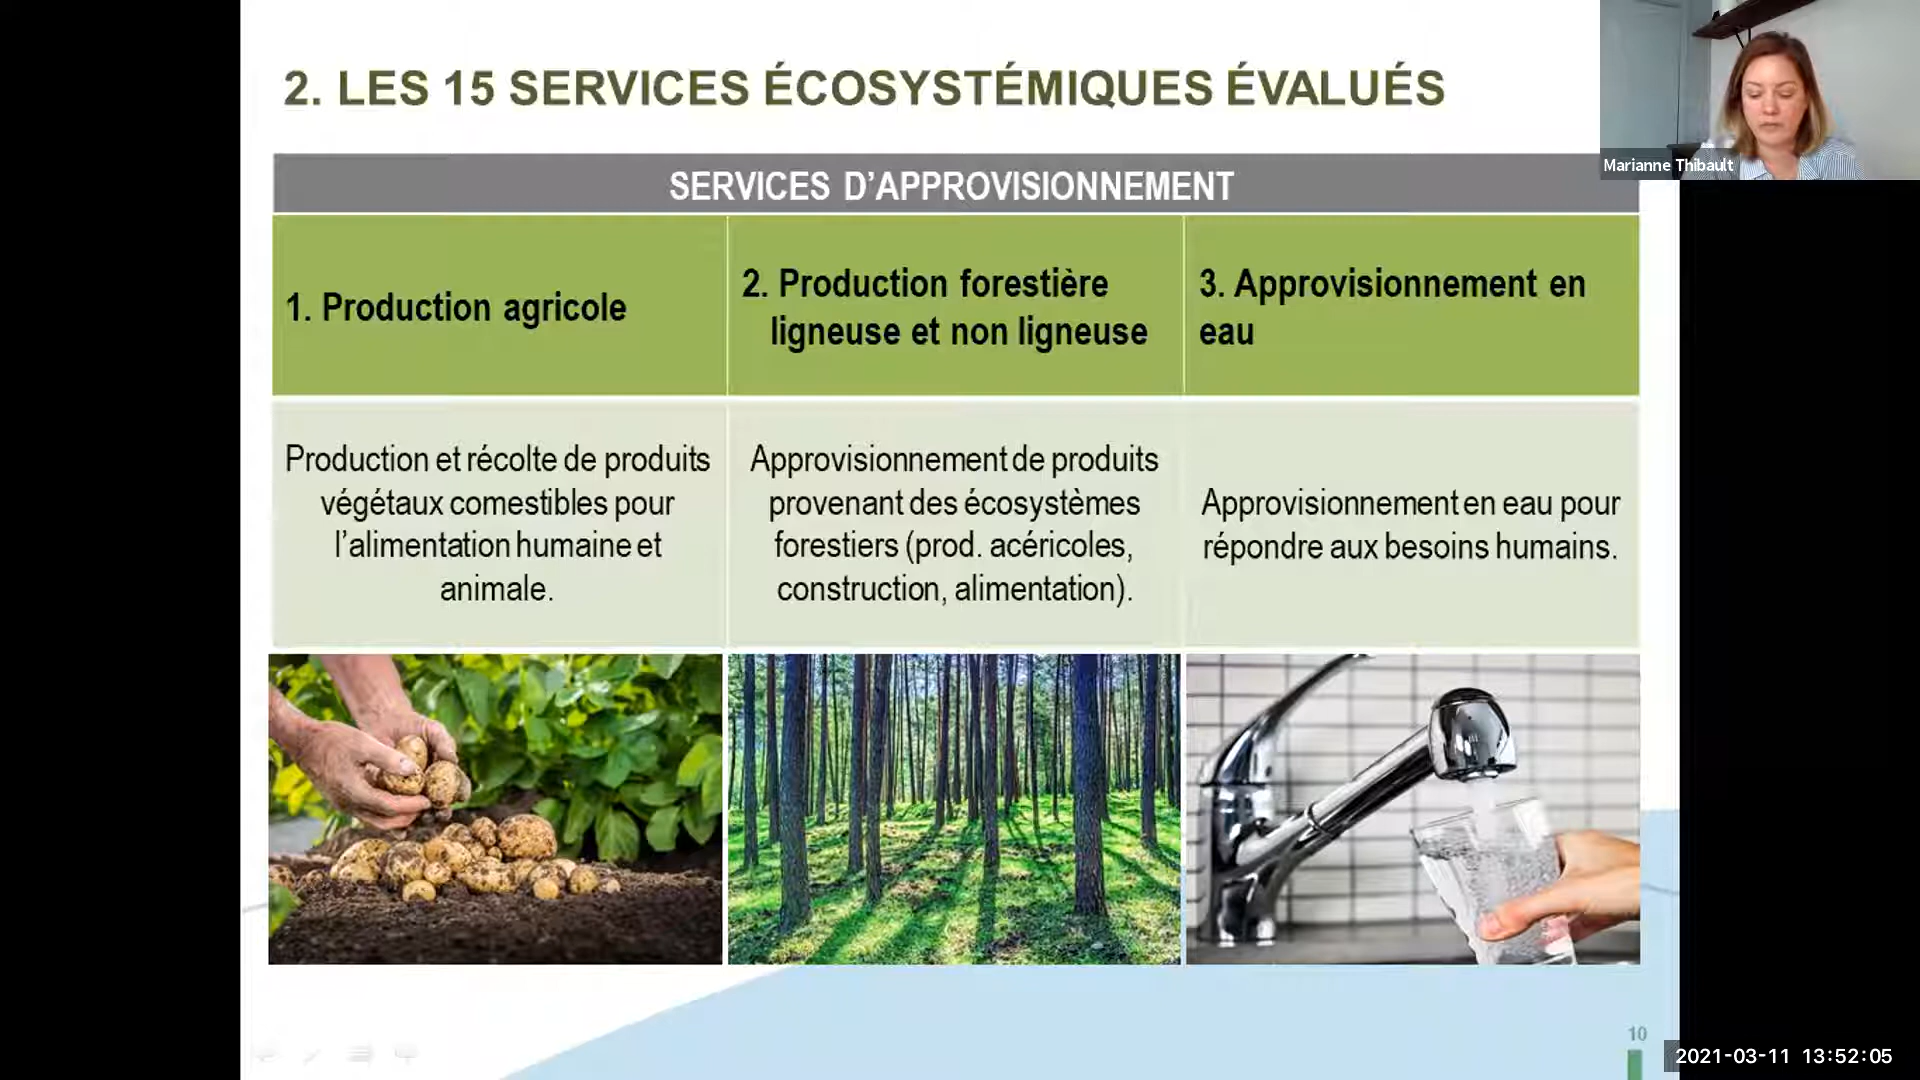 2. LES 15 SERVICES ÉCOSYSTÉMIQUES ÉVALUÉS
Marianne Thibault
SERVICES D’APPROVISIONNEMENT
1. Production agricole
2. Production forestière
ligneuse et non ligneuse
3. Approvisionnement en
eau
Production et récolte de produits
végétaux comestibles pour
l’alimentation humaine et
animale.
Approvisionnement de produits
provenant des écosystèmes
forestiers (prod. acéricoles,
construction, alimentation).
Approvisionnement en eau pour
répondre aux besoins humains.
10
2021-03-11 13:52:05